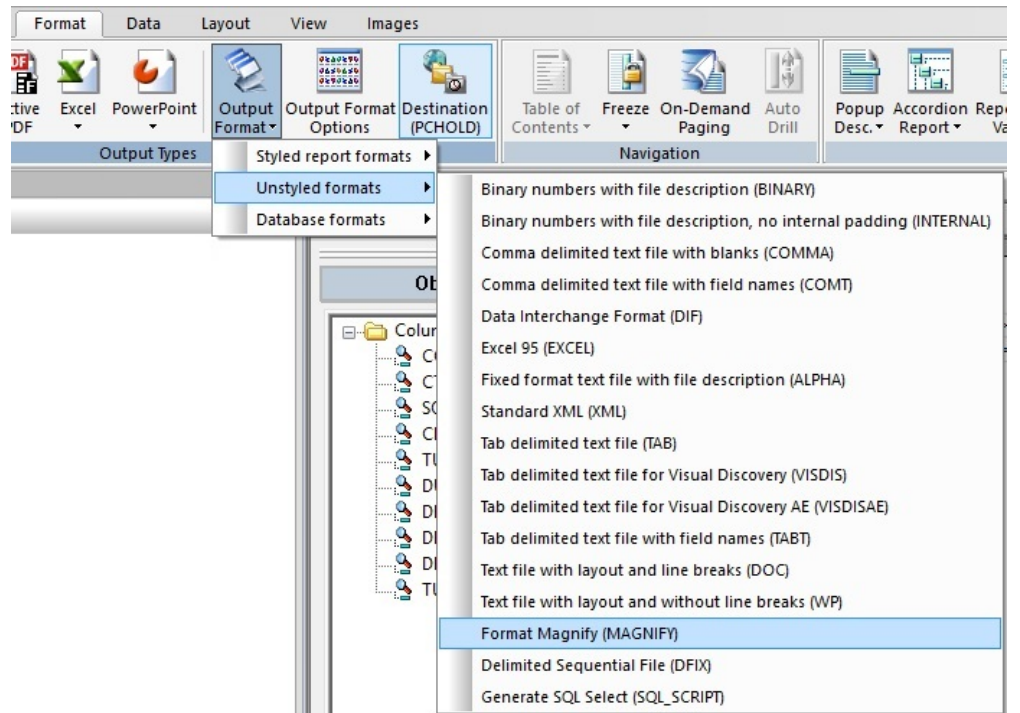 Format Data Layout View Images
Excel PowerPoint Output Format Output Format Options Destination (PCHOLD) Table of Contents Freeze On-Demand Paging Auto Drill Popup Desc. Accordion Report
Output Types Navigation
Styled report formats
Unstyled formats
Database formats
Binary numbers with file description (BINARY)
Binary numbers with file description, no internal padding (INTERNAL)
Comma delimited text file with blanks (COMMA)
Comma delimited text file with field names (COMT)
Data Interchange Format (DIF)
Excel 95 (EXCEL)
Fixed format text file with file description (ALPHA)
Standard XML (XML)
Tab delimited text file (TAB)
Tab delimited text file for Visual Discovery (VISDIS)
Tab delimited text file for Visual Discovery AE (VISDISAE)
Tab delimited text file with field names (TABT)
Text file with layout and line breaks (DOC)
Text file with layout and without line breaks (WP)
Format Magnify (MAGNIFY)
Delimited Sequential File (DFIX)
Generate SQL Select (SQL_SCRIPT)